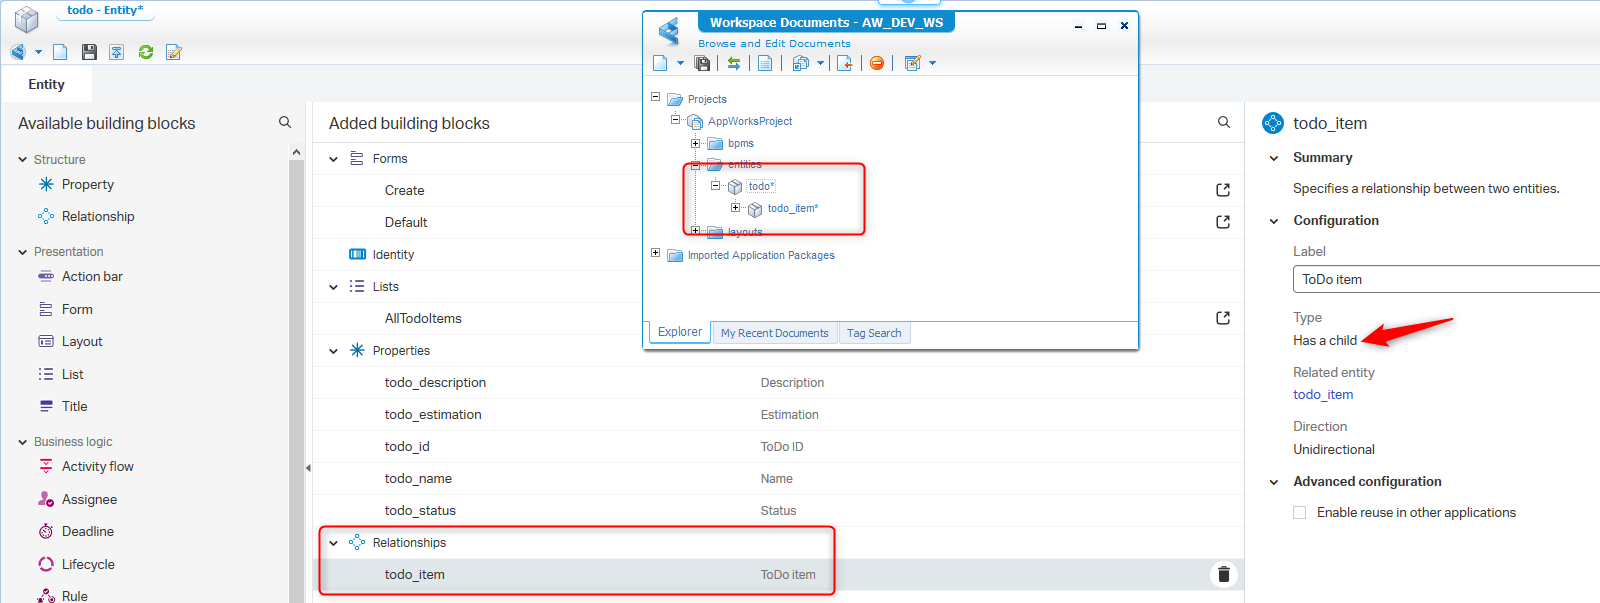 todo - Entity*
Entity
Available building blocks
Structure
Property
Relationship
Presentation
Action bar
Form
Layout
List
Title
Business logic
Activity flow
Assignee
Deadline
Lifecycle
Rule
Added building blocks
Forms
Create
Default
Identity
Lists
AllTodoItems
Properties
todo_description Description
todo_estimation Estimation
todo_id ToDo ID
todo_name Name
todo_status Status
Relationships
todo_item ToDo item
Workspace Documents - AW_DEV_WS
Browse and Edit Documents
Projects
AppWorksProject
bpms
entities
todo*
todo_item*
layouts
Imported Application Packages
Explorer My Recent Documents Tag Search
todo_item
Summary
Specifies a relationship between two entities.
Configuration
Label
ToDo item
Type
Has a child
Related entity
todo_item
Direction
Unidirectional
Advanced configuration
Enable reuse in other applications